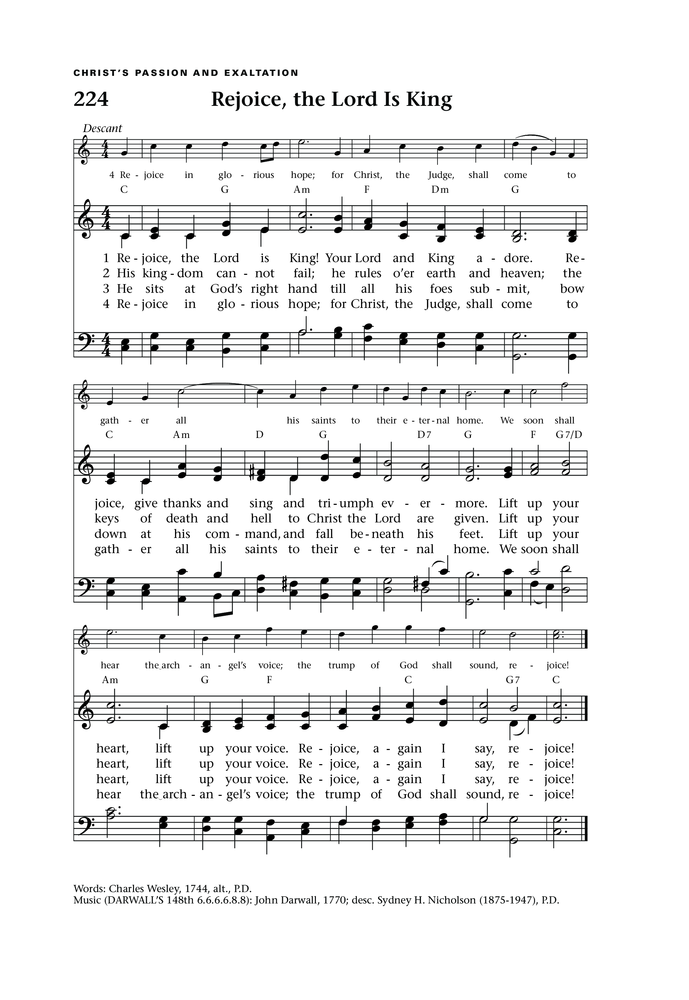 CHRIST’S PASSION AND EXALTATION
224 Rejoice, the Lord Is King
Descant
4 Re - joice in glo - rious hope; for Christ, the Judge, shall come to
C G Am F Dm G
1 Re - joice, the Lord is King! Your Lord and King a - dore. Re -
2 His king - dom can - not fail; he rules o’er earth and heaven; the
3 He sits at God’s right hand till all his foes sub - mit, bow
4 Re - joice in glo - rious hope; for Christ, the Judge, shall come to
gath - er all his saints to their e - ter - nal home. We soon shall
C Am D G D7 G F G7/D
joice, give thanks and sing and tri - umph ev - er - more. Lift up your
keys of death and hell to Christ the Lord are given. Lift up your
down at his com - mand, and fall be - neath his feet. Lift up your
gath - er all his saints to their e - ter - nal home. We soon shall
hear the arch - an - gel’s voice; the trump of God shall sound, re - joice!
Am G F C G7 C
heart, lift up your voice. Re - joice, a - gain I say, re - joice!
heart, lift up your voice. Re - joice, a - gain I say, re - joice!
heart, lift up your voice. Re - joice, a - gain I say, re - joice!
hear the arch - an - gel’s voice; the trump of God shall sound, re - joice!
Words: Charles Wesley, 1744, alt., P.D.
Music (DARWALL’S 148th 6.6.6.6.8.8): John Darwall, 1770; desc. Sydney H. Nicholson (1875-1947), P.D.